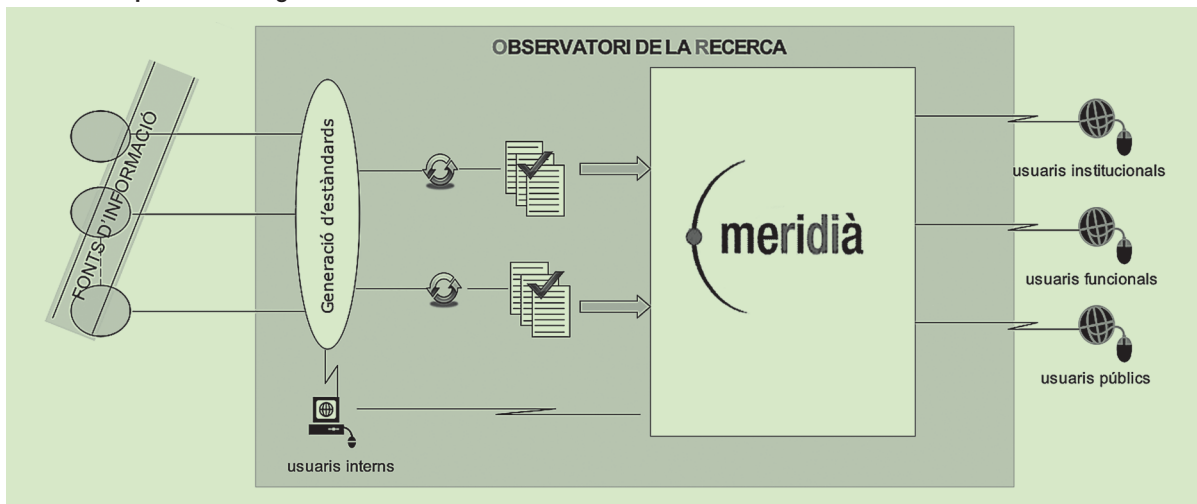 OBSERVATORI DE LA RECERCA
FONTS D'INFORMACIÓ
Generació d'estàndards
meridià
usuaris institucionals
usuaris funcionals
usuaris públics
usuaris interns